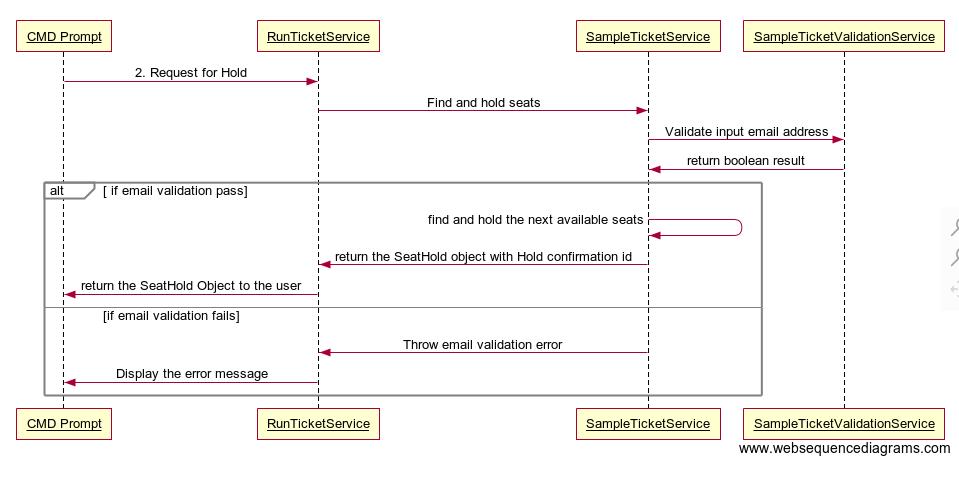 CMD Prompt
RunTicketService
SampleTicketService
SampleTicketValidationService
2. Request for Hold
Find and hold seats
Validate input email address
return boolean result
alt
[ if email validation pass]
find and hold the next available seats
return the SeatHold object with Hold confirmation id
return the SeatHold Object to the user
[if email validation fails]
Throw email validation error
Display the error message
CMD Prompt
RunTicketService
SampleTicketService
SampleTicketValidationService
www.websequencediagrams.com